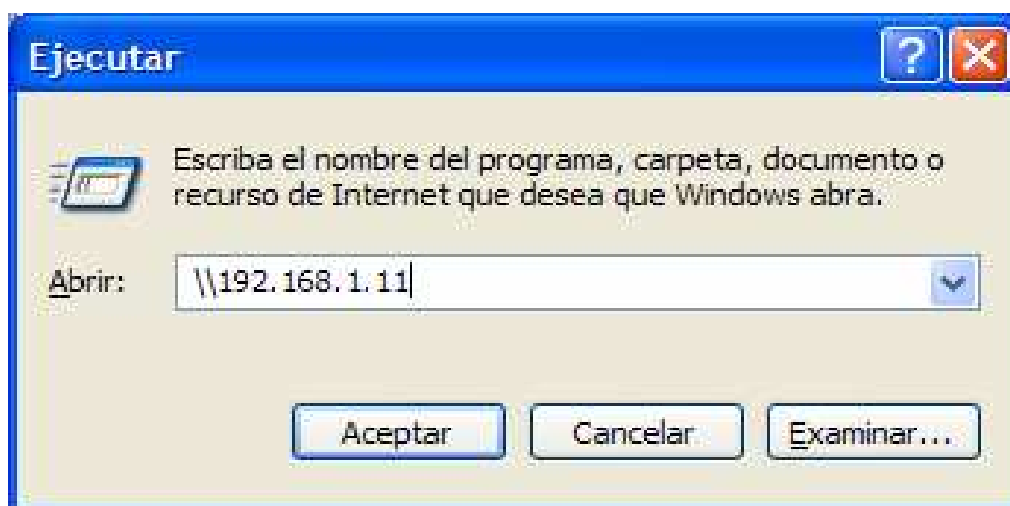 Ejecutar
?
Escriba el nombre del programa, carpeta, documento o
recurso de Internet que desea que Windows abra.
Abrir: \\192.168.1.11
Aceptar Cancelar Examinar...